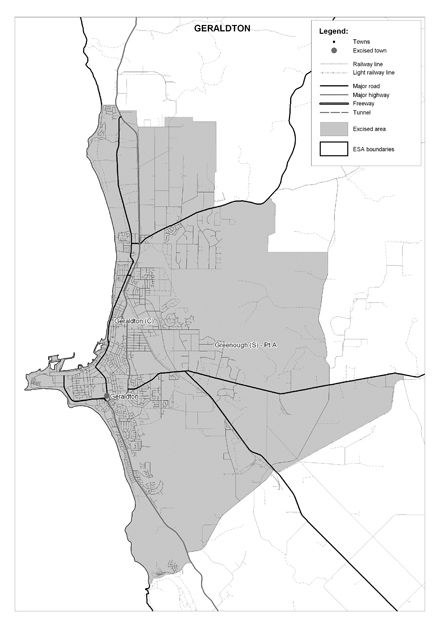 GERALDTON
Legend:
Towns
Excised town
Railway line
Light railway line
Major road
Major highway
Freeway
Tunnel
Excised area
ESA boundaries
Geraldton (C)
Greenough (S) - Pt A
Geraldton